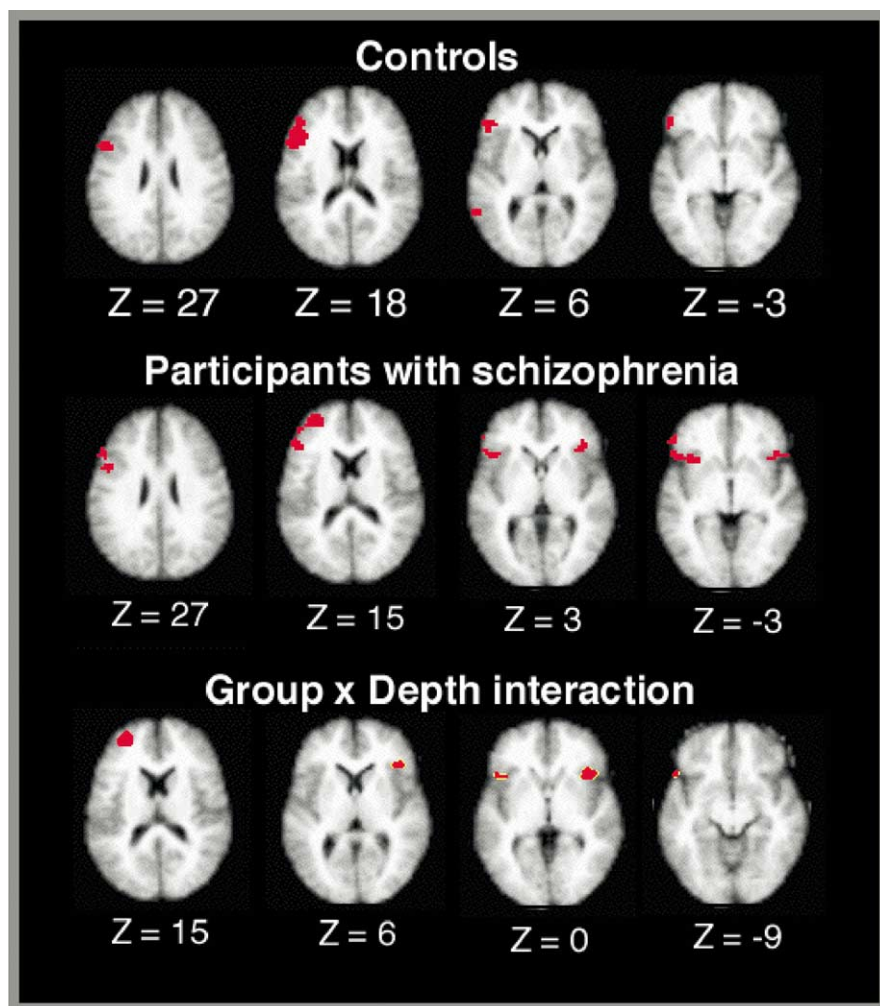 Controls
Z = 27 Z = 18 Z = 6 Z = -3
Participants with schizophrenia
Z = 27 Z = 15 Z = 3 Z = -3
Group x Depth interaction
Z = 15 Z = 6 Z = 0 Z = -9